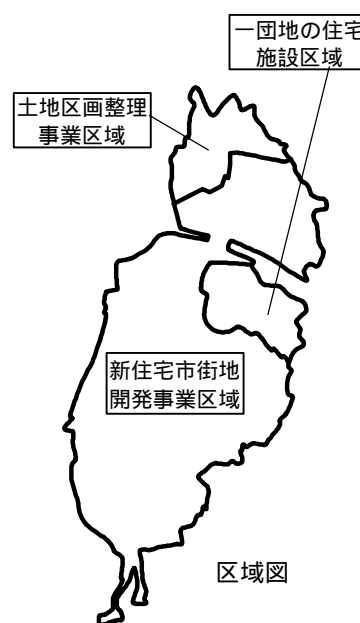 一団地の住宅
施設区域
土地区画整理
事業区域
新住宅市街地
開発事業区域
区域図